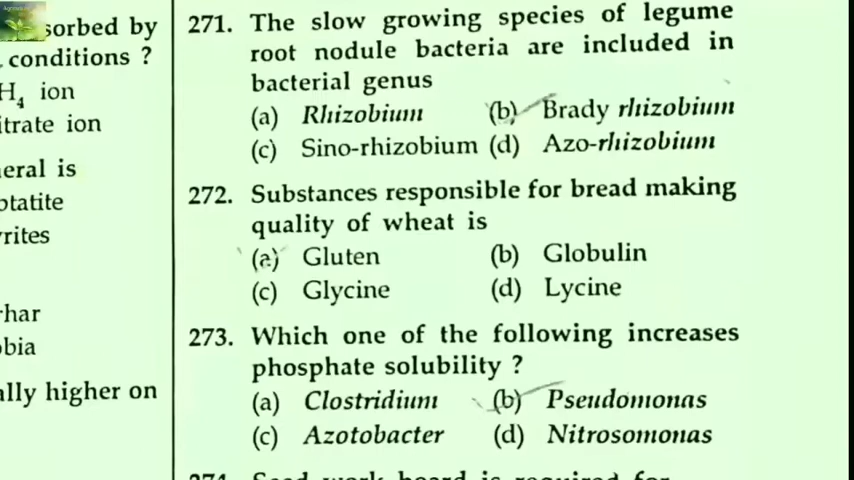 sorbed by
conditions ?
H4 ion
itrate ion
eral is
otatite
rites
rhar
bia
ally higher on
271. The slow growing species of legume
root nodule bacteria are included in
bacterial genus
(a) Rhizobium (b) Brady rhizobium
(c) Sino-rhizobium (d) Azo-rhizobium
272. Substances responsible for bread making
quality of wheat is
(a) Gluten (b) Globulin
(c) Glycine (d) Lycine
273. Which one of the following increases
phosphate solubility ?
(a) Clostridium (b) Pseudomonas
(c) Azotobacter (d) Nitrosomonas